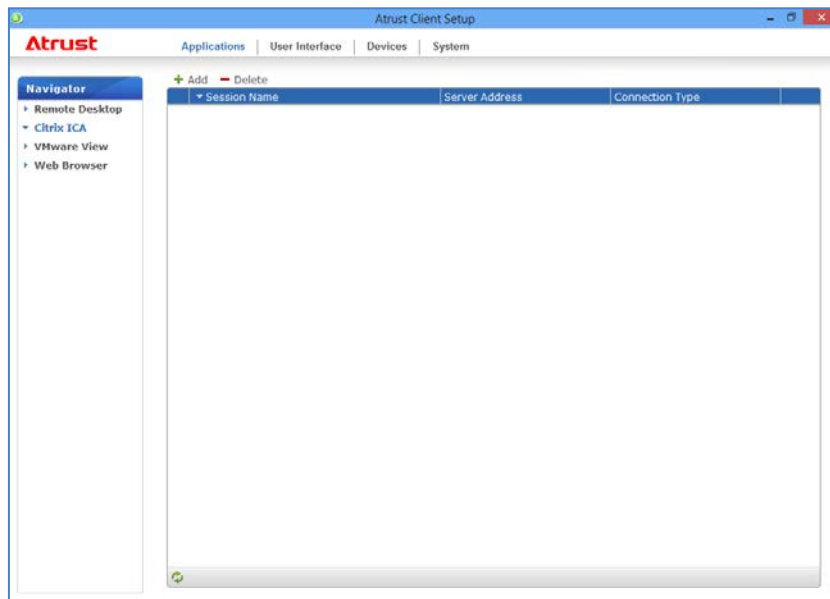 Atrust Client Setup
Atrust
Applications | User Interface | Devices | System
Navigator
Remote Desktop
Citrix ICA
VMware View
Web Browser
Add Delete
Session Name Server Address Connection Type